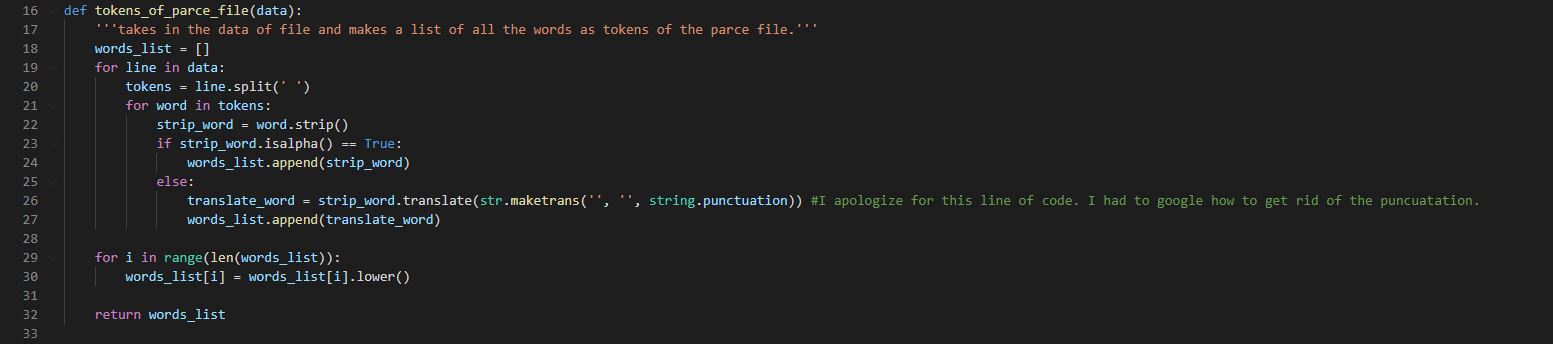 16 def tokens_of_parce_file(data):
17     '''takes in the data of file and makes a list of all the words as tokens of the parce file.'''
18     words_list = []
19     for line in data:
20         tokens = line.split(' ')
21         for word in tokens:
22             strip_word = word.strip()
23             if strip_word.isalpha() == True:
24                 words_list.append(strip_word)
25             else:
26                 translate_word = strip_word.translate(str.maketrans('', '', string.punctuation)) #I apologize for this line of code. I had to google how to get rid of the puncuatation.
27                 words_list.append(translate_word)
28
29     for i in range(len(words_list)):
30         words_list[i] = words_list[i].lower()
31
32     return words_list
33